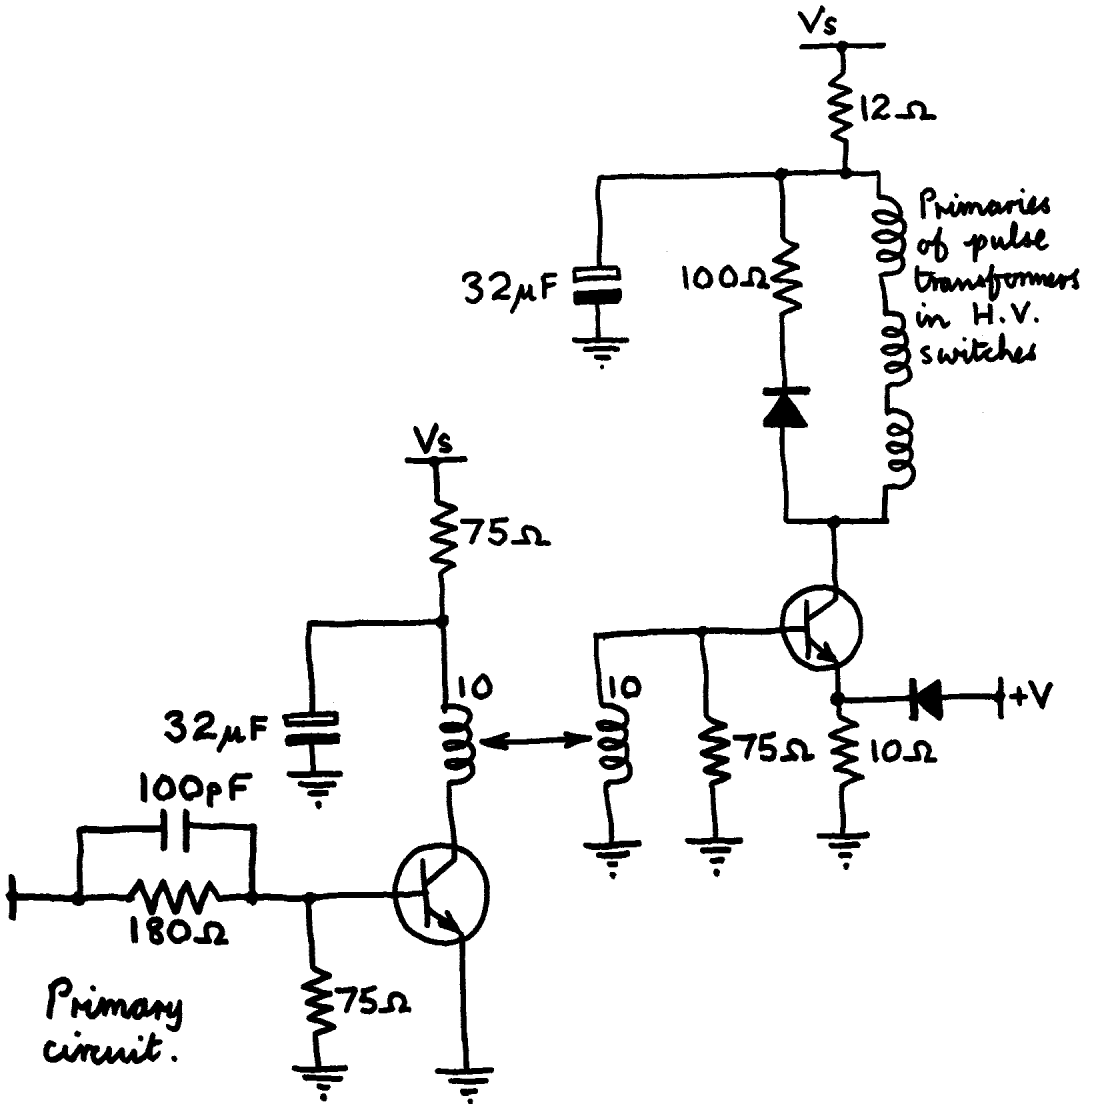 Vs
12Ω
Primaries
of pulse
transformers
in H.V.
switches
32μF
100Ω
Vs
75Ω
10
10
32μF
75Ω
10Ω
+V
100pF
180Ω
75Ω
Primary
circuit.